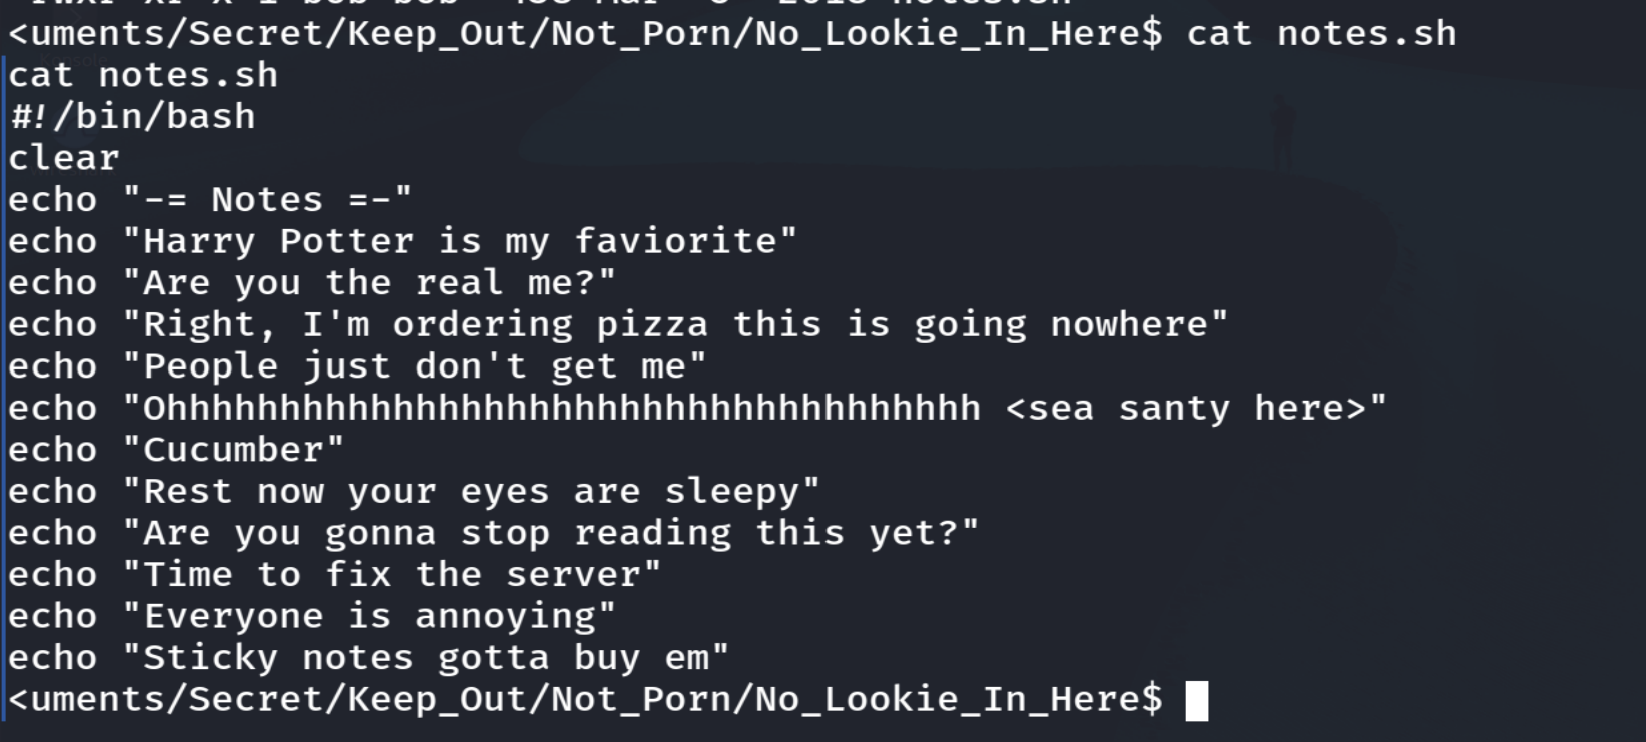 <uments/Secret/Keep_Out/Not_Porn/No_Lookie_In_Here$ cat notes.sh
cat notes.sh
#!/bin/bash
clear
echo "-= Notes =-"
echo "Harry Potter is my faviorite"
echo "Are you the real me?"
echo "Right, I'm ordering pizza this is going nowhere"
echo "People just don't get me"
echo "Ohhhhhhhhhhhhhhhhhhhhhhhhhhhhhhhhhhhh <sea santy here>"
echo "Cucumber"
echo "Rest now your eyes are sleepy"
echo "Are you gonna stop reading this yet?"
echo "Time to fix the server"
echo "Everyone is annoying"
echo "Sticky notes gotta buy em"
<uments/Secret/Keep_Out/Not_Porn/No_Lookie_In_Here$